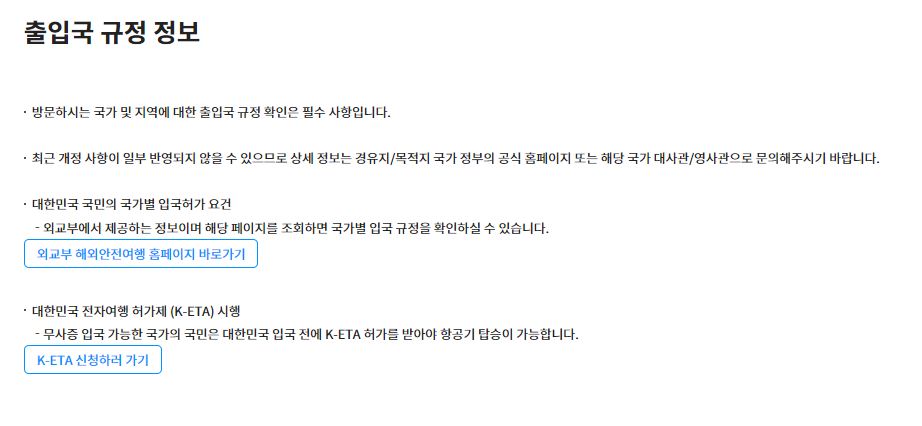 출입국 규정 정보
· 방문하시는 국가 및 지역에 대한 출입국 규정 확인은 필수 사항입니다.
· 최근 개정 사항이 일부 반영되지 않을 수 있으므로 상세 정보는 경유지/목적지 국가 정부의 공식 홈페이지 또는 해당 국가 대사관/영사관으로 문의해주시기 바랍니다.
· 대한민국 국민의 국가별 입국허가 요건
- 외교부에서 제공하는 정보이며 해당 페이지를 조회하면 국가별 입국 규정을 확인하실 수 있습니다.
외교부 해외안전여행 홈페이지 바로가기
· 대한민국 전자여행 허가제 (K-ETA) 시행
- 무사증 입국 가능한 국가의 국민은 대한민국 입국 전에 K-ETA 허가를 받아야 항공기 탑승이 가능합니다.
K-ETA 신청하러 가기